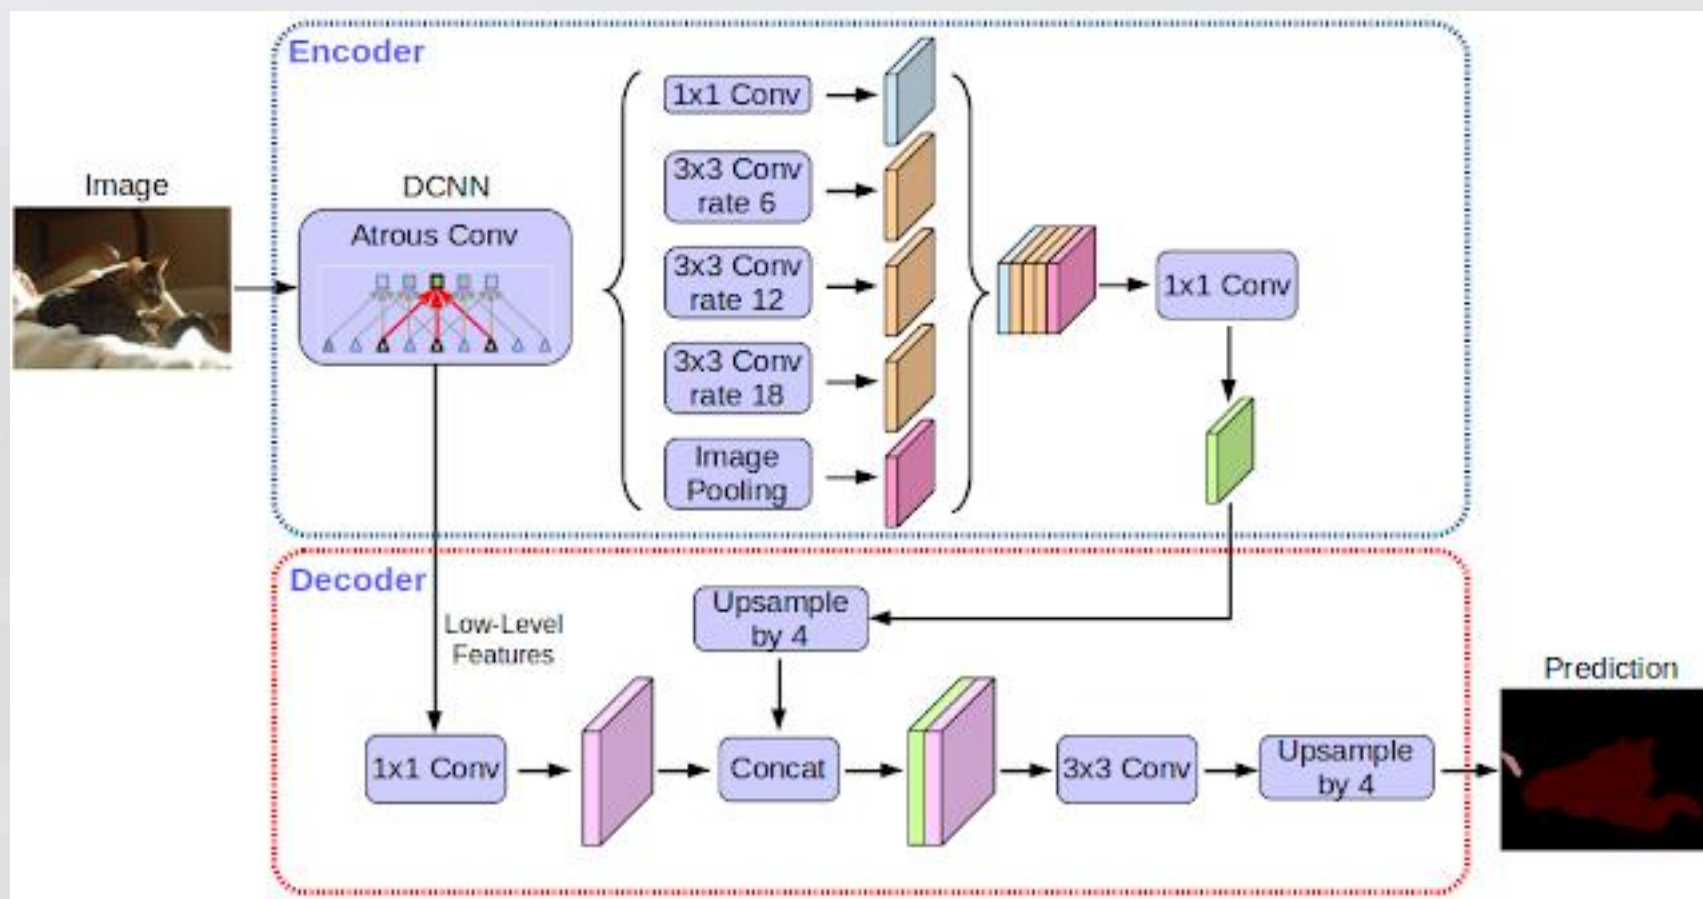 Encoder
Image
DCNN
Atrous Conv
1x1 Conv
3x3 Conv
rate 6
3x3 Conv
rate 12
3x3 Conv
rate 18
Image
Pooling
1x1 Conv
Decoder
Low-Level
Features
Upsample
by 4
1x1 Conv
Concat
3x3 Conv
Upsample
by 4
Prediction